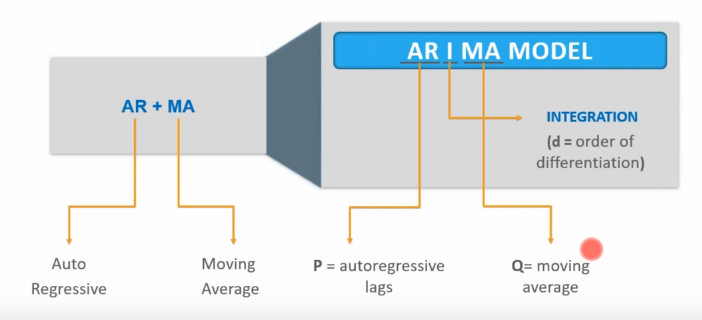 AR I MA MODEL
AR + MA
INTEGRATION
(d = order of
differentiation)
Auto
Regressive
Moving
Average
P = autoregressive
lags
Q= moving
average